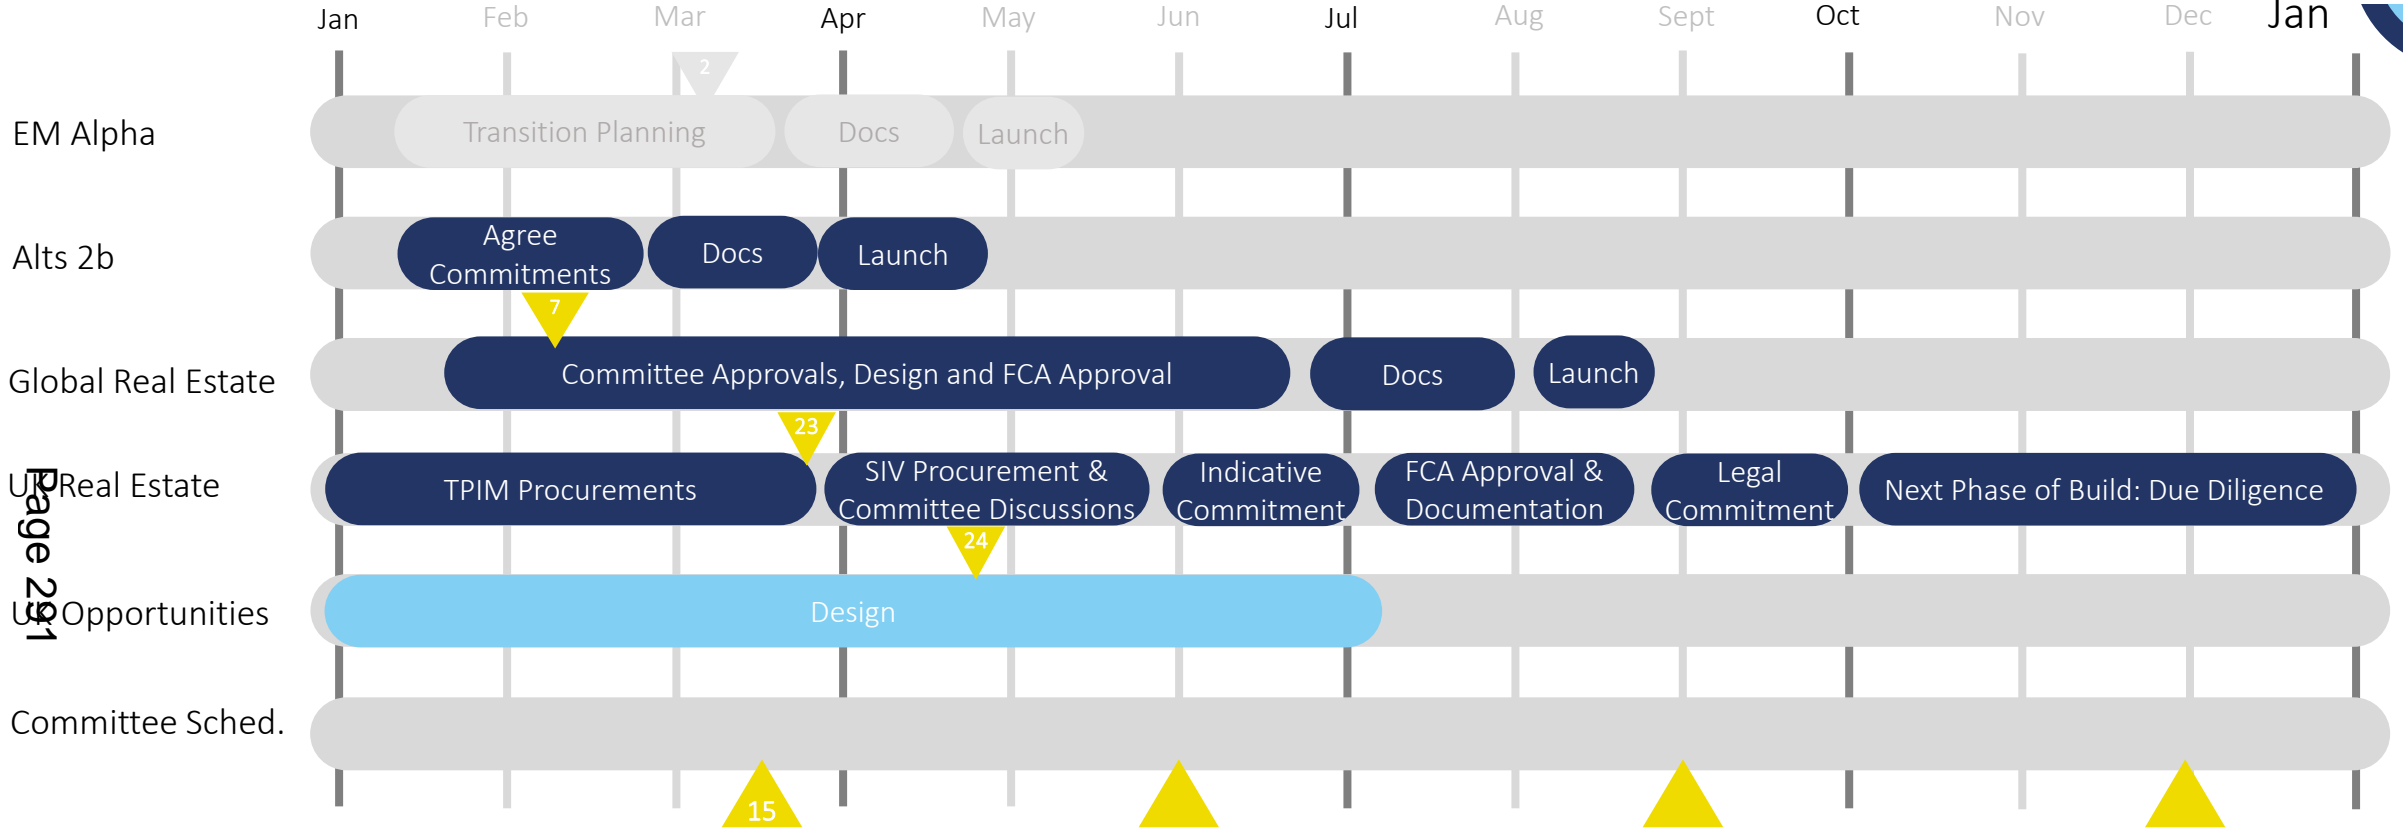 Jan Feb Mar Apr May Jun Jul Aug Sept Oct Nov Dec Jan
2
EM Alpha Transition Planning Docs Launch
Alts 2b Agree Commitments Docs Launch
7
Global Real Estate Committee Approvals, Design and FCA Approval Docs Launch
23
UK Real Estate TPIM Procurements SIV Procurement & Committee Discussions Indicative Commitment FCA Approval & Documentation Legal Commitment Next Phase of Build: Due Diligence
24
Page 291
UK Opportunities Design
Committee Sched.
15